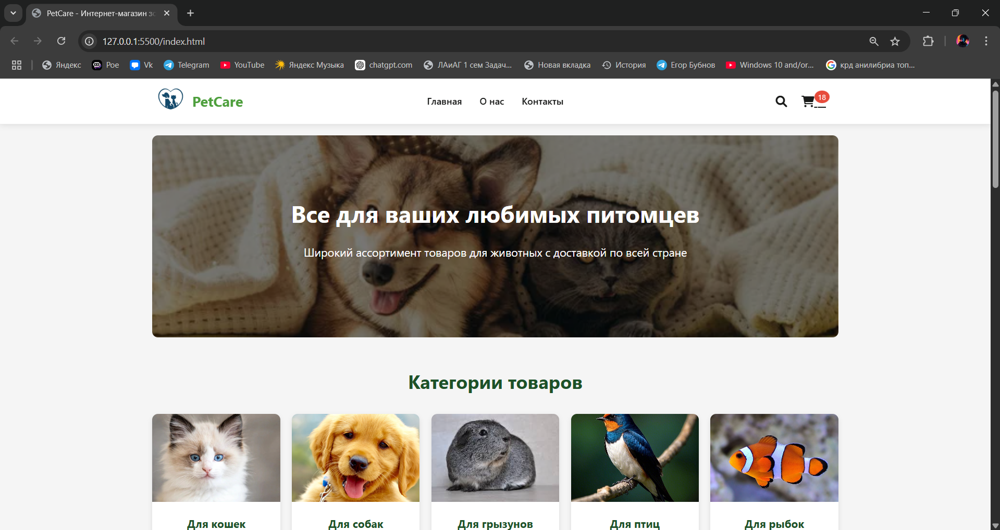 PetCare - Интернет-магазин зо
127.0.0.1:5500/index.html
Яндекс
Poe
Vk
Telegram
YouTube
Яндекс Музыка
chatgpt.com
ЛАиАГ 1 сем Задач...
Новая вкладка
История
Егор Бубнов
Windows 10 and/or...
крд анилибриа топ...
PetCare
Главная
О нас
Контакты
18
Все для ваших любимых питомцев
Широкий ассортимент товаров для животных с доставкой по всей стране
Категории товаров
Для кошек
Для собак
Для грызунов
Для птиц
Для рыбок